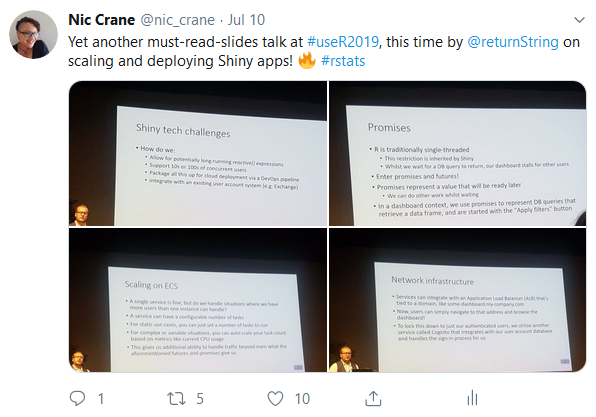 Nic Crane @nic_crane · Jul 10
Yet another must-read-slides talk at #useR2019, this time by @returnString on
scaling and deploying Shiny apps! 🔥 #rstats
Shiny tech challenges
• How do we:
• Allow for potentially long-running reactive() expressions
• Support 10s or 100s of concurrent users
• Package all this up for cloud deployment via a DevOps pipeline
• Integrate with an existing user account system (e.g. Exchange)
Promises
• R is traditionally single-threaded
• This restriction is inherited by Shiny
• Whilst we wait for a DB query to return, our dashboard stalls for other users
• Enter promises and futures!
• Promises represent a value that will be ready later
• We can do other work whilst waiting
• In a dashboard context, we use promises to represent DB queries that
retrieve a data frame, and are started with the "Apply filters" button
Scaling on ECS
• A single service is fine, but do we handle situations where we have
more users than one instance can handle?
• A service can have a configurable number of tasks
• For static use cases, you can just set a number of tasks to run
• For complex or variable situations, you can auto-scale your task count
based on metrics like current CPU usage
• This gives us additional ability to handle traffic beyond even what the
aforementioned futures and promises give us
Network infrastructure
• Services can integrate with an Application Load Balancer (ALB) that's
tied to a domain, like some-dashboard.my-company.com
• Now, users can simply navigate to that address and browse the
dashboard!
• To lock this down to just our authenticated users, we utilise another
service called Cognito that integrates with our user account database
and handles the sign-in process for us
1 5 10